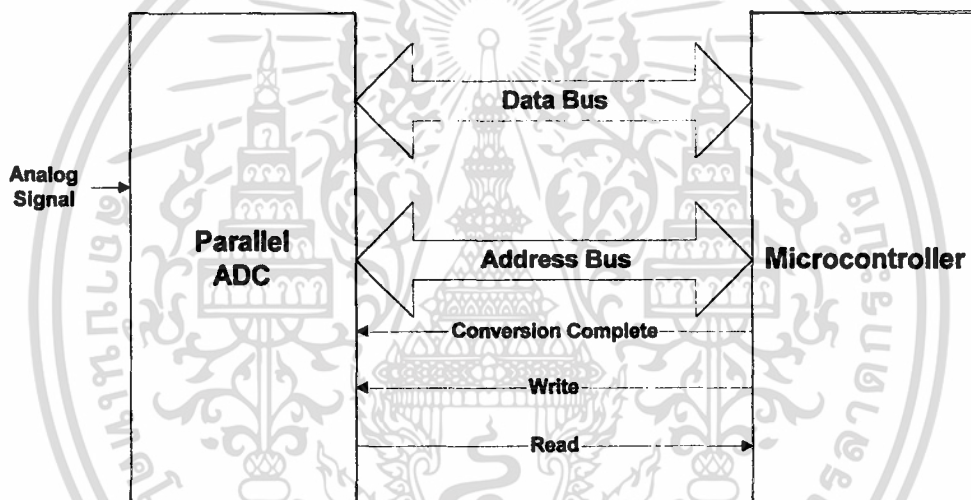 Data Bus
Analog
Signal
Parallel
ADC
Address Bus
Microcontroller
Conversion Complete
Write
Read